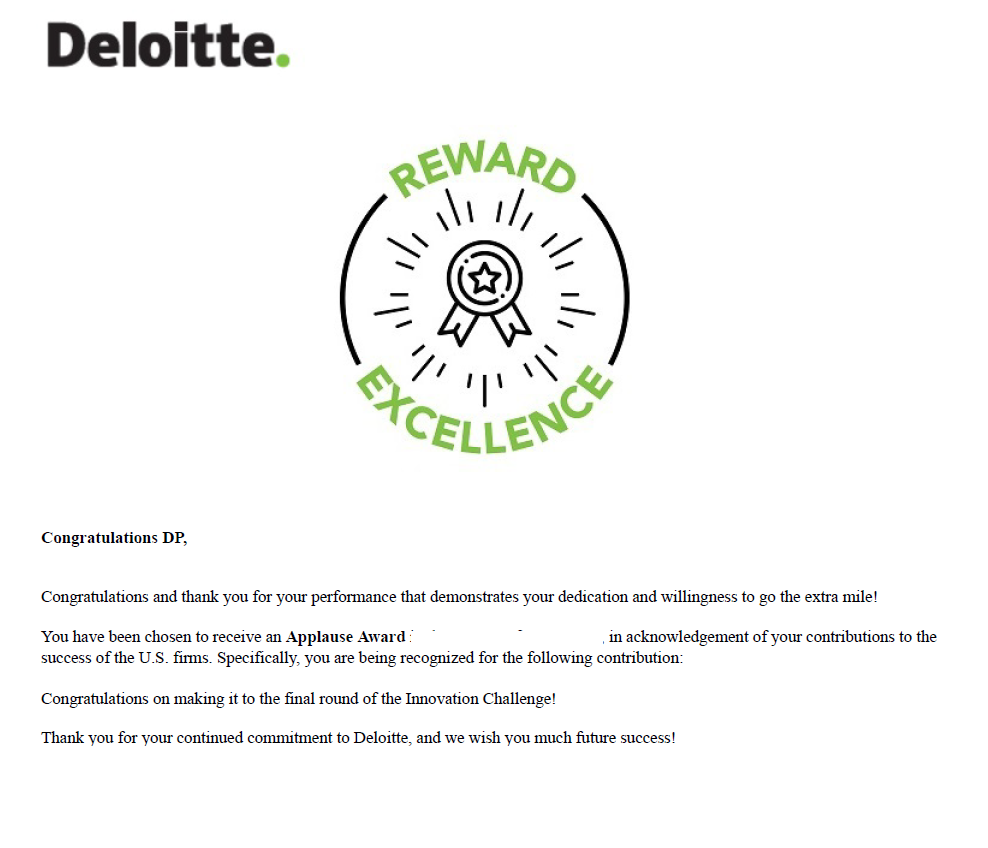 Deloitte.
REWARD
EXCELLENCE
Congratulations DP,
Congratulations and thank you for your performance that demonstrates your dedication and willingness to go the extra mile!
You have been chosen to receive an Applause Award , in acknowledgement of your contributions to the
success of the U.S. firms. Specifically, you are being recognized for the following contribution:
Congratulations on making it to the final round of the Innovation Challenge!
Thank you for your continued commitment to Deloitte, and we wish you much future success!